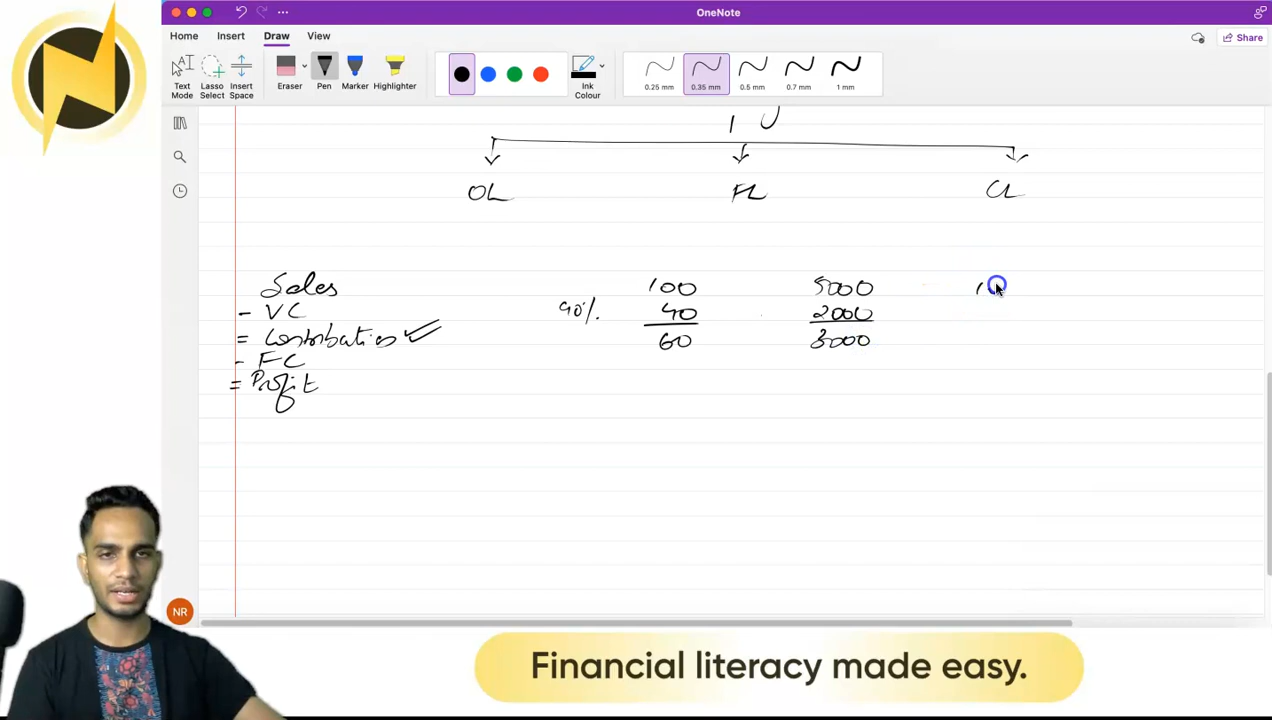 OneNote
Home Insert Draw View
Share
Text Mode
Lasso Select
Insert Space
Eraser
Pen
Marker
Highlighter
Ink Colour
0.25 mm
0.35 mm
0.5 mm
0.7 mm
1 mm
OL FL CL
Sales 100 5000
- VC 40% 40 2000
= Contribution ✓ 60 3000
- FC
= Profit
NR
Financial literacy made easy.